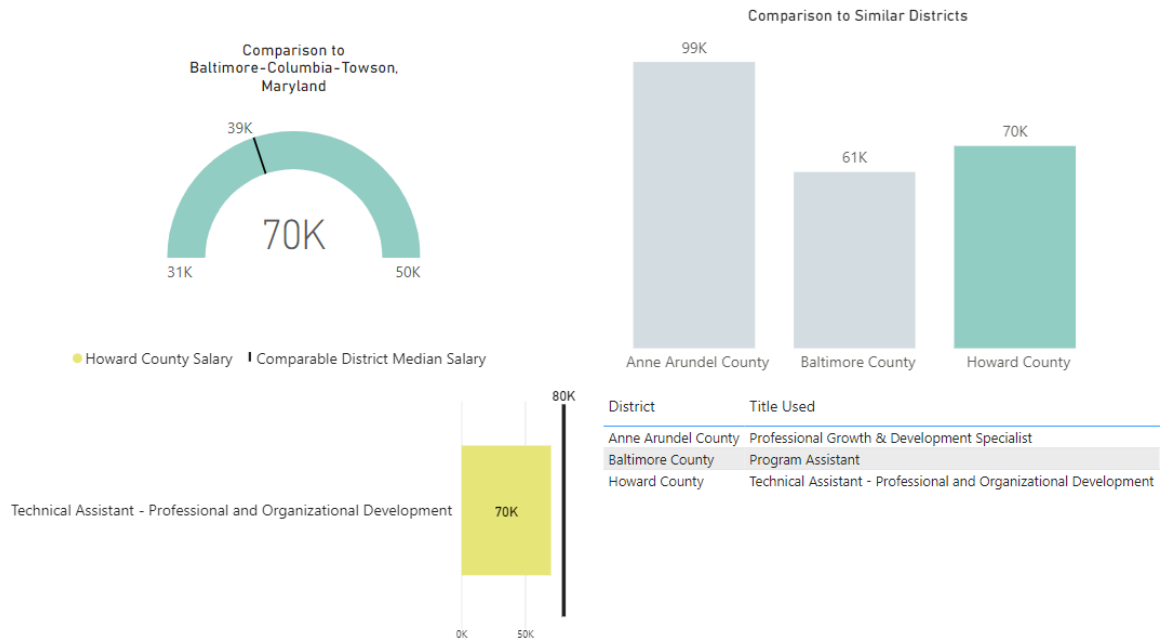 Comparison to
Baltimore-Columbia-Towson,
Maryland
39K
70K
31K
50K
Comparison to Similar Districts
99K
61K
70K
Anne Arundel County
Baltimore County
Howard County
Howard County Salary
Comparable District Median Salary
80K
Technical Assistant - Professional and Organizational Development
70K
0K
50K
District Title Used
Anne Arundel County Professional Growth & Development Specialist
Baltimore County Program Assistant
Howard County Technical Assistant - Professional and Organizational Development